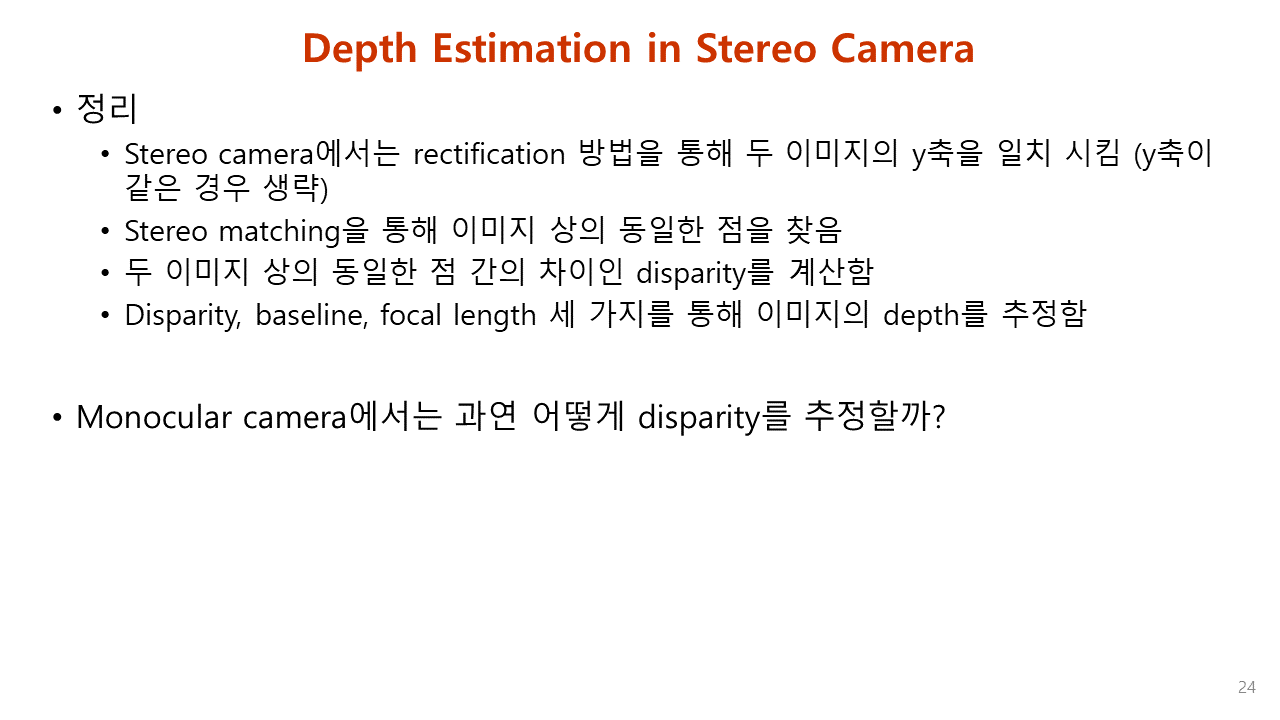 Depth Estimation in Stereo Camera
• 정리
• Stereo camera에서는 rectification 방법을 통해 두 이미지의 y축을 일치 시킴 (y축이
같은 경우 생략)
• Stereo matching을 통해 이미지 상의 동일한 점을 찾음
• 두 이미지 상의 동일한 점 간의 차이인 disparity를 계산함
• Disparity, baseline, focal length 세 가지를 통해 이미지의 depth를 추정함
• Monocular camera에서는 과연 어떻게 disparity를 추정할까?
24